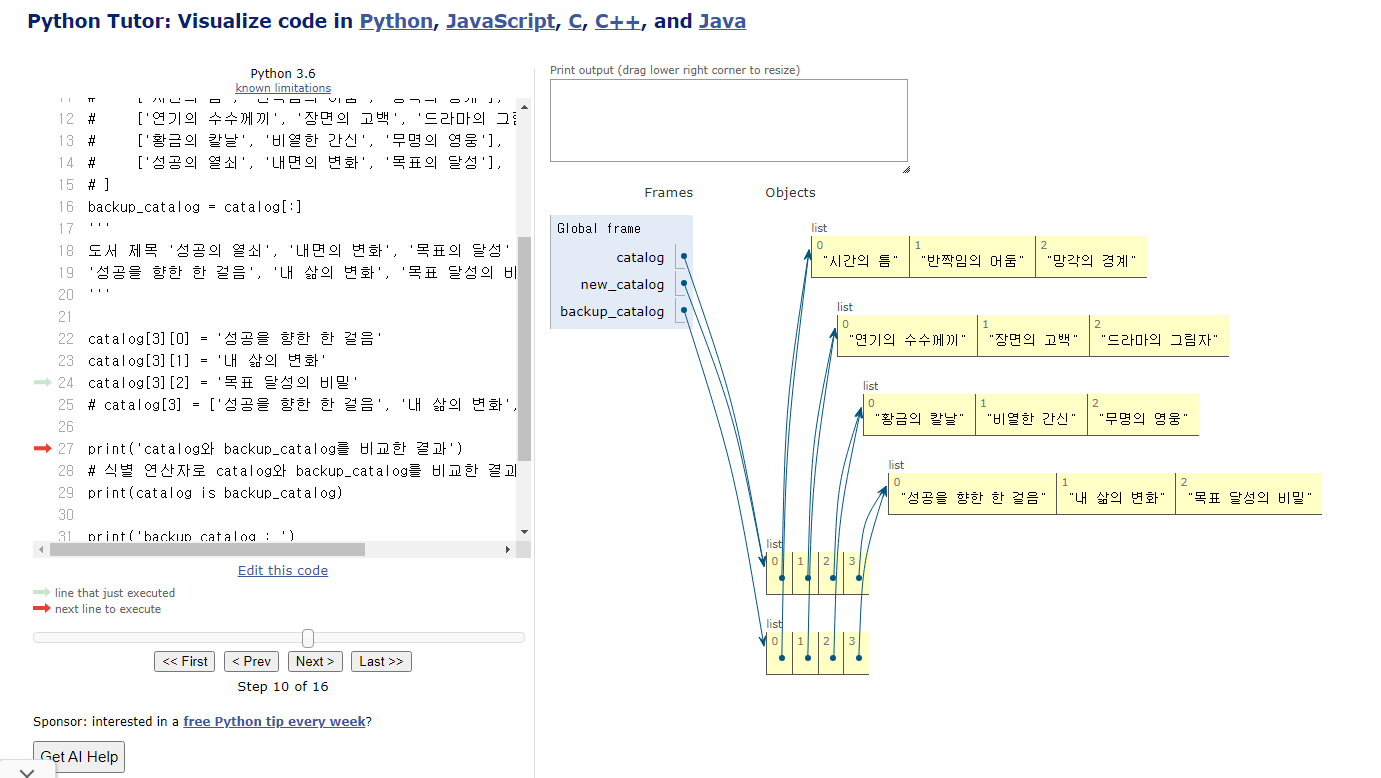 Python Tutor: Visualize code in Python, JavaScript, C, C++, and Java
Python 3.6
known limitations
11 # ['시간의 틈', '반짝임의 어둠', '망각의 경계'],
12 # ['연기의 수수께끼', '장면의 고백', '드라마의 그림
13 # ['황금의 칼날', '비열한 간신', '무명의 영웅'],
14 # ['성공의 열쇠', '내면의 변화', '목표의 달성'],
15 # ]
16 backup_catalog = catalog[:]
17 '''
18 도서 제목 '성공의 열쇠', '내면의 변화', '목표의 달성'
19 '성공을 향한 한 걸음', '내 삶의 변화', '목표 달성의 비
20 '''
21
22 catalog[3][0] = '성공을 향한 한 걸음'
23 catalog[3][1] = '내 삶의 변화'
24 catalog[3][2] = '목표 달성의 비밀'
25 # catalog[3] = ['성공을 향한 한 걸음', '내 삶의 변화',
26
27 print('catalog와 backup_catalog를 비교한 결과')
28 # 식별 연산자로 catalog와 backup_catalog를 비교한 결과
29 print(catalog is backup_catalog)
30
31 print('backup_catalog : ')
Edit this code
line that just executed
next line to execute
<< First < Prev Next > Last >>
Step 10 of 16
Sponsor: interested in a free Python tip every week?
Get AI Help
Print output (drag lower right corner to resize)
Frames Objects
Global frame
catalog
new_catalog
backup_catalog
list
0 1 2
"시간의 틈" "반짝임의 어둠" "망각의 경계"
list
0 1 2
"연기의 수수께끼" "장면의 고백" "드라마의 그림자"
list
0 1 2
"황금의 칼날" "비열한 간신" "무명의 영웅"
list
0 1 2
"성공을 향한 한 걸음" "내 삶의 변화" "목표 달성의 비밀"
list
0 1 2 3
list
0 1 2 3